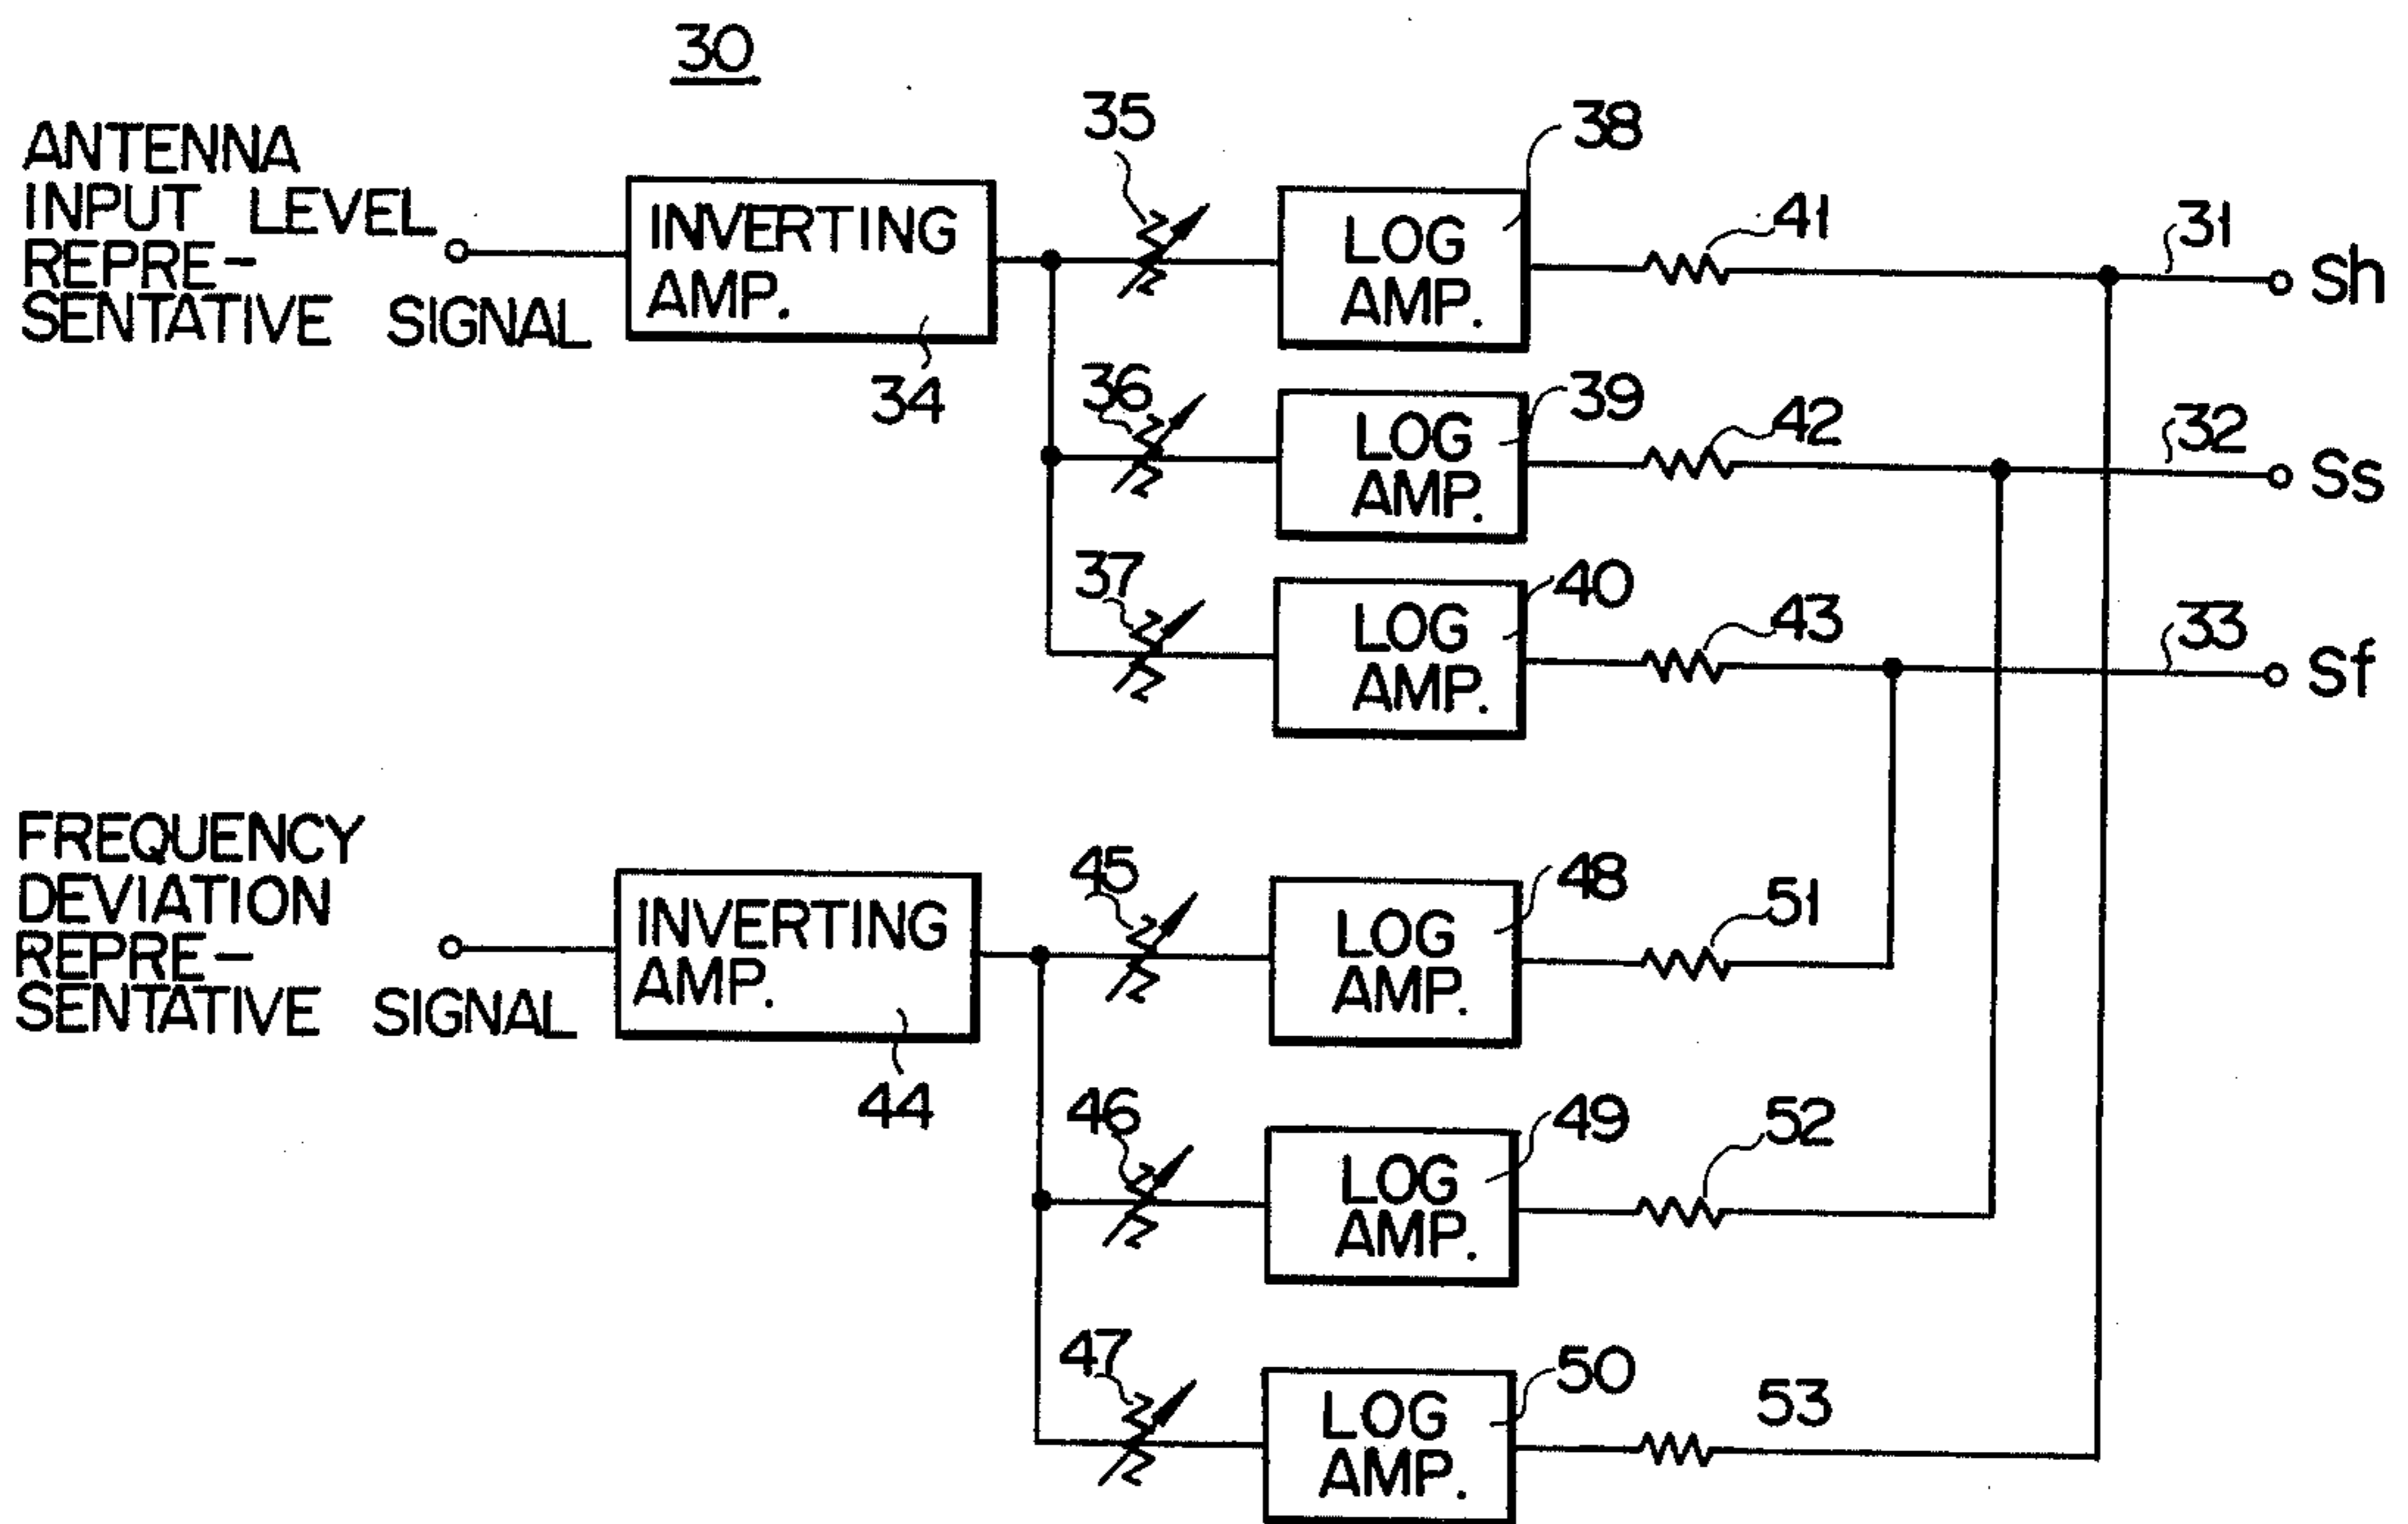 30
ANTENNA
INPUT LEVEL
REPRE-
SENTATIVE SIGNAL
INVERTING
AMP.
34
35
LOG
AMP.
38
41
31
Sh
36
LOG
AMP.
39
42
32
Ss
37
LOG
AMP.
40
43
33
Sf
FREQUENCY
DEVIATION
REPRE-
SENTATIVE SIGNAL
INVERTING
AMP.
44
45
LOG
AMP.
48
51
46
LOG
AMP.
49
52
47
LOG
AMP.
50
53